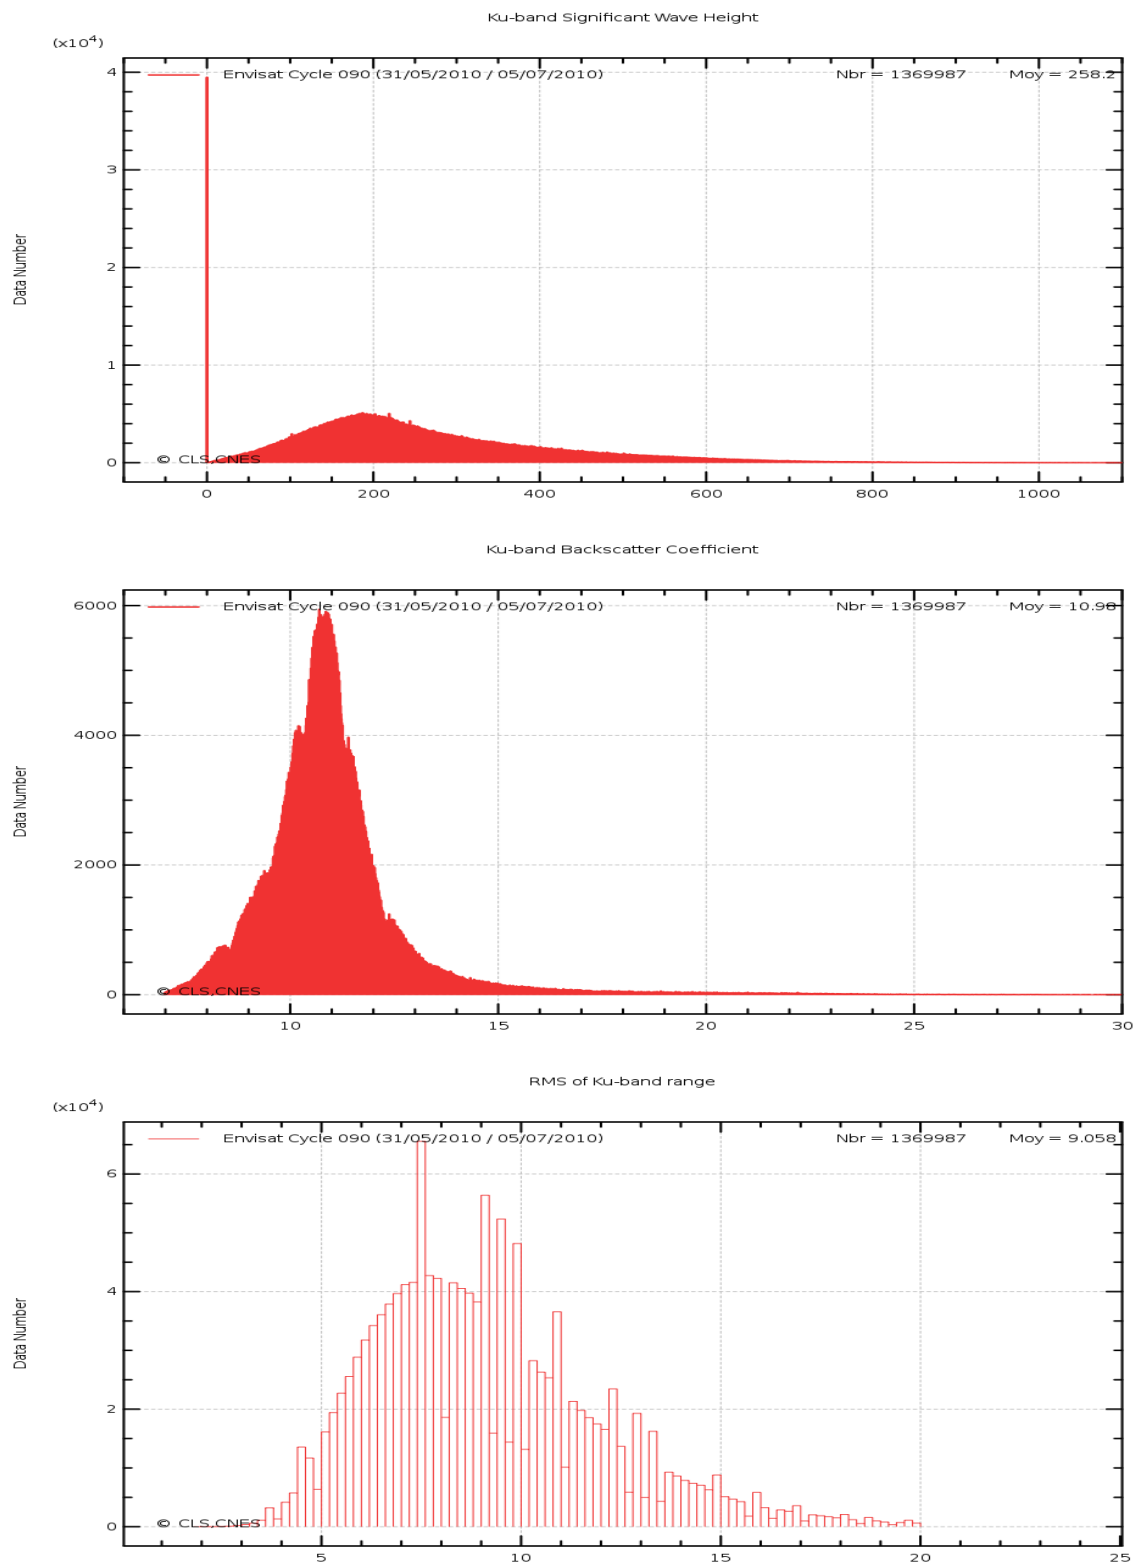 Ku-band Significant Wave Height
(x10⁴)
Envisat Cycle 090 (31/05/2010 / 05/07/2010) Nbr = 1369987 Moy = 258.2
4
3
2
1
0
Data Number
© CLS,CNES
0 200 400 600 800 1000
Ku-band Backscatter Coefficient
Envisat Cycle 090 (31/05/2010 / 05/07/2010) Nbr = 1369987 Moy = 10.98
6000
4000
2000
0
Data Number
© CLS,CNES
10 15 20 25 30
RMS of Ku-band range
(x10⁴)
Envisat Cycle 090 (31/05/2010 / 05/07/2010) Nbr = 1369987 Moy = 9.058
6
4
2
0
Data Number
© CLS,CNES
5 10 15 20 25